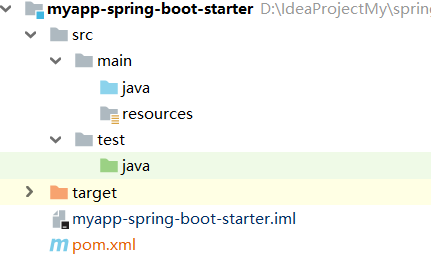 myapp-spring-boot-starter D:\IdeaProjectMy\spring
src
main
java
resources
test
java
target
myapp-spring-boot-starter.iml
pom.xml